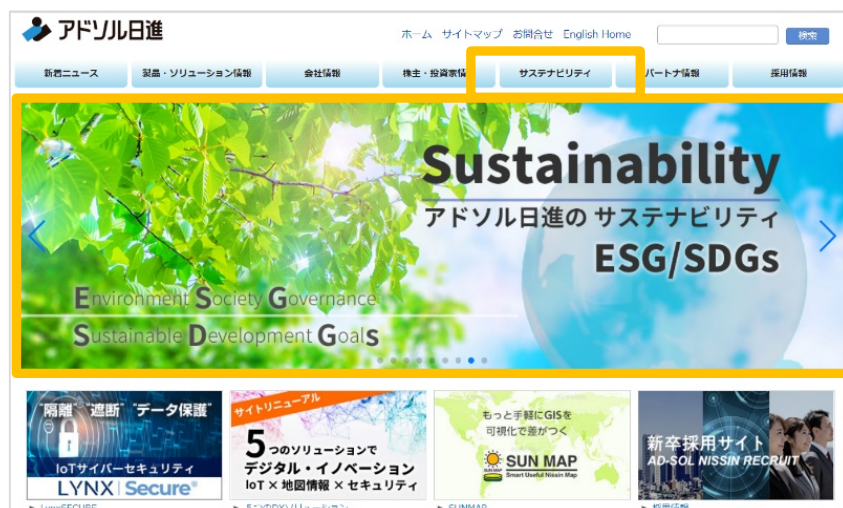 アドソル日進
ホーム サイトマップ お問合せ English Home 検索
新着ニュース 製品・ソリューション情報 会社情報 株主・投資家情 サステナビリティ パートナ情報 採用情報
Sustainability
アドソル日進の サステナビリティ
ESG/SDGs
Environment Society Governance
Sustainable Development Goals
"隔離" "遮断" "データ保護"
IoTサイバーセキュリティ
LYNX Secure®
サイトリニューアル
5つのソリューションで
デジタル・イノベーション
IoT×地図情報×セキュリティ
もっと手軽にGISを
可視化で差がつく
SUN MAP
Smart Useful Nissin Map
新卒採用サイト
AD-SOL NISSIN RECRUIT
LynxSECURE
SUNMAP
採用情報